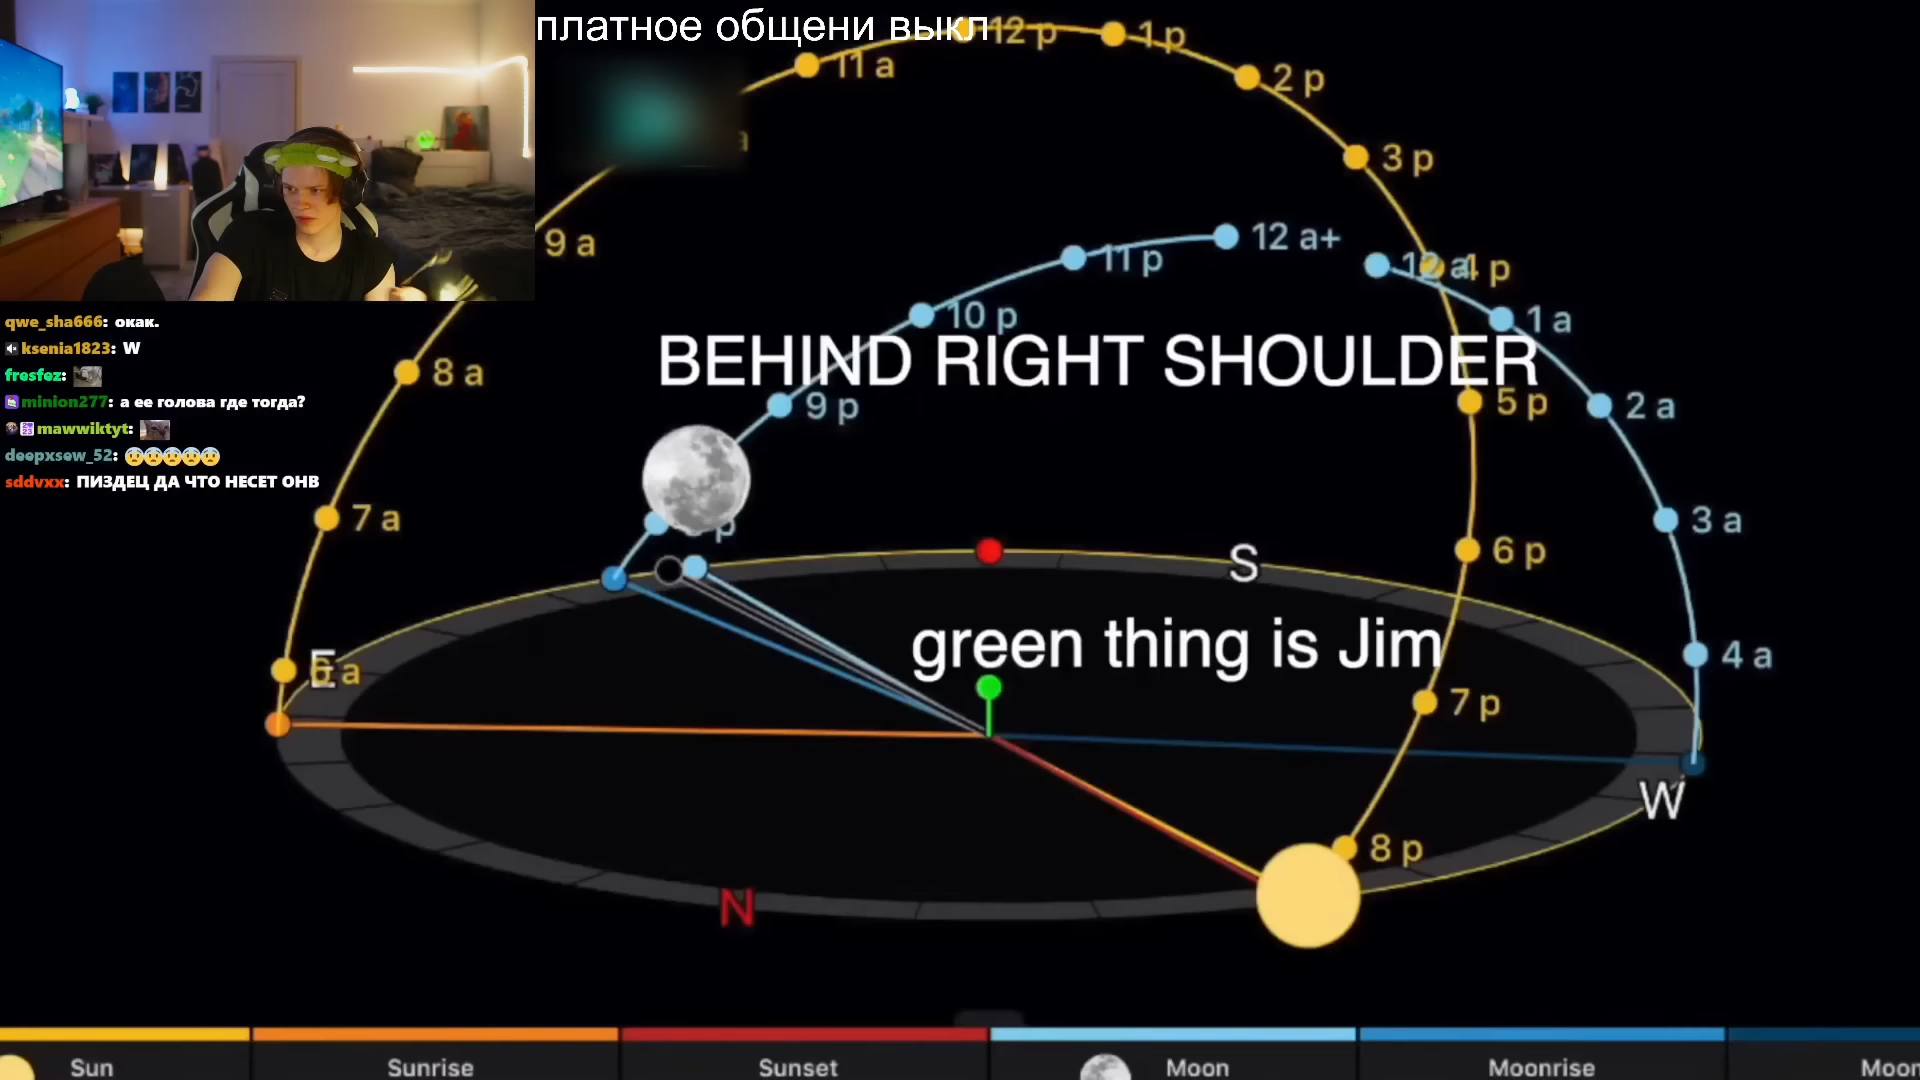 платное общени выкл
12 p
1 p
11 a
2 p
3 p
9 a
12 a+
11 p
12 a
4 p
10 p
1 a
qwe_sha666: окак.
ksenia1823: W
fresfez:
minion277: а ее голова где тогда?
mawwiktyt:
deepxsew_52: 😨😨😨😨😨
sddvxx: ПИЗДЕЦ ДА ЧТО НЕСЕТ ОНВ
BEHIND RIGHT SHOULDER
8 a
9 p
5 p
2 a
7 a
3 a
6 p
S
green thing is Jim
E
6 a
4 a
7 p
W
8 p
N
Sun
Sunrise
Sunset
Moon
Moonrise